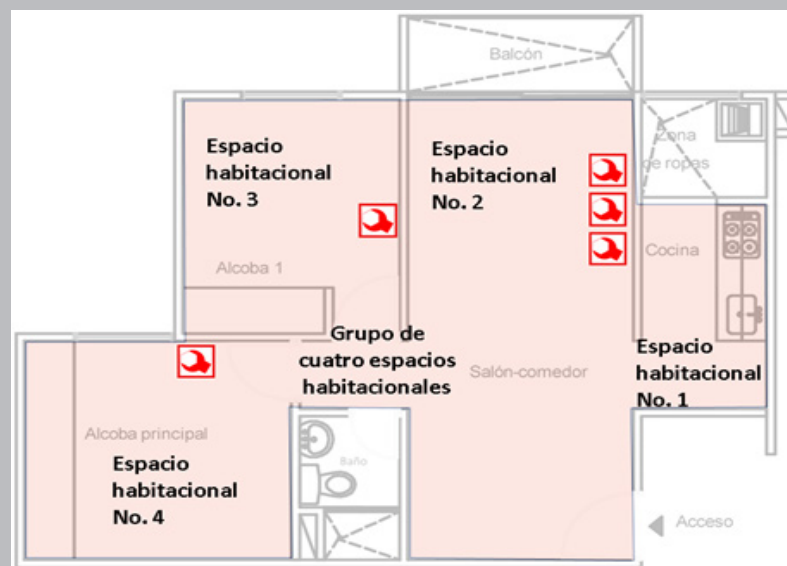 Balcón
Espacio
habitacional
No. 3
Espacio
habitacional
No. 2
Zona
de ropas
Alcoba 1
Cocina
Grupo de
cuatro espacios
habitacionales
Salón-comedor
Espacio
habitacional
No. 1
Alcoba principal
Espacio
habitacional
No. 4
Baño
Acceso